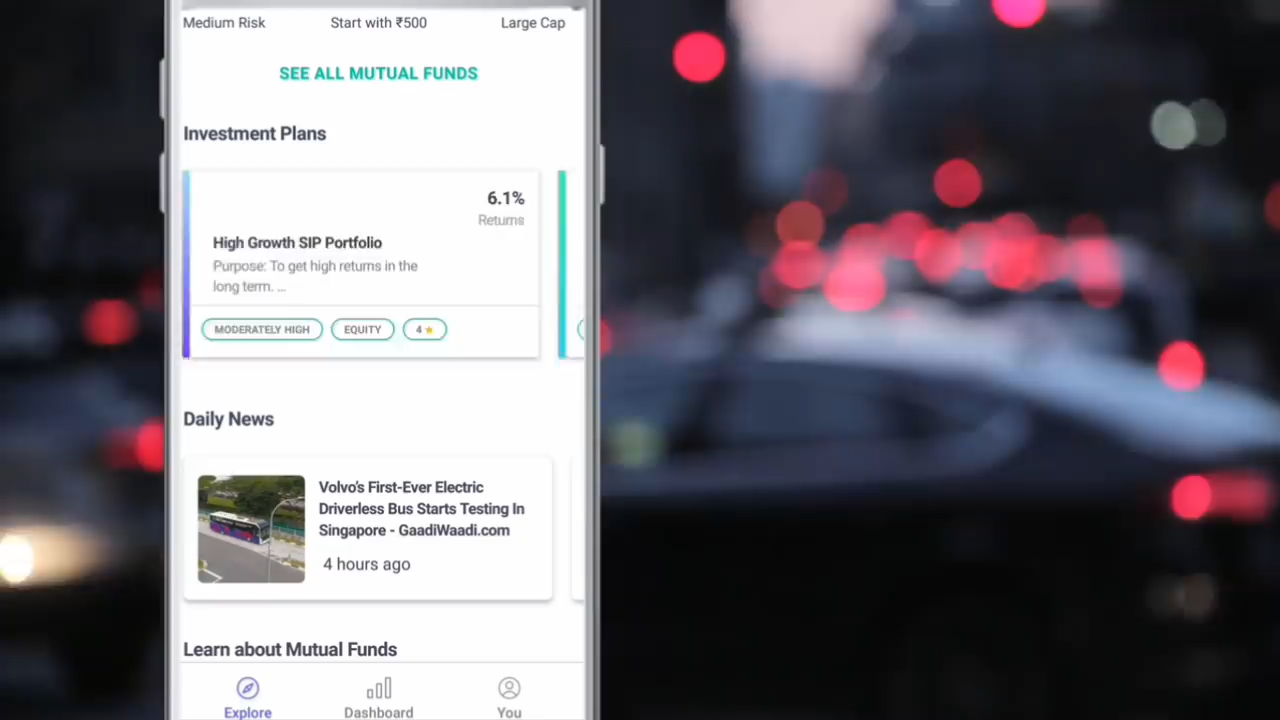 Medium Risk Start with ₹500 Large Cap
SEE ALL MUTUAL FUNDS
Investment Plans
6.1%
Returns
High Growth SIP Portfolio
Purpose: To get high returns in the
long term. ...
MODERATELY HIGH EQUITY 4
Daily News
Volvo's First-Ever Electric
Driverless Bus Starts Testing In
Singapore - GaadiWaadi.com
4 hours ago
Learn about Mutual Funds
Explore Dashboard You